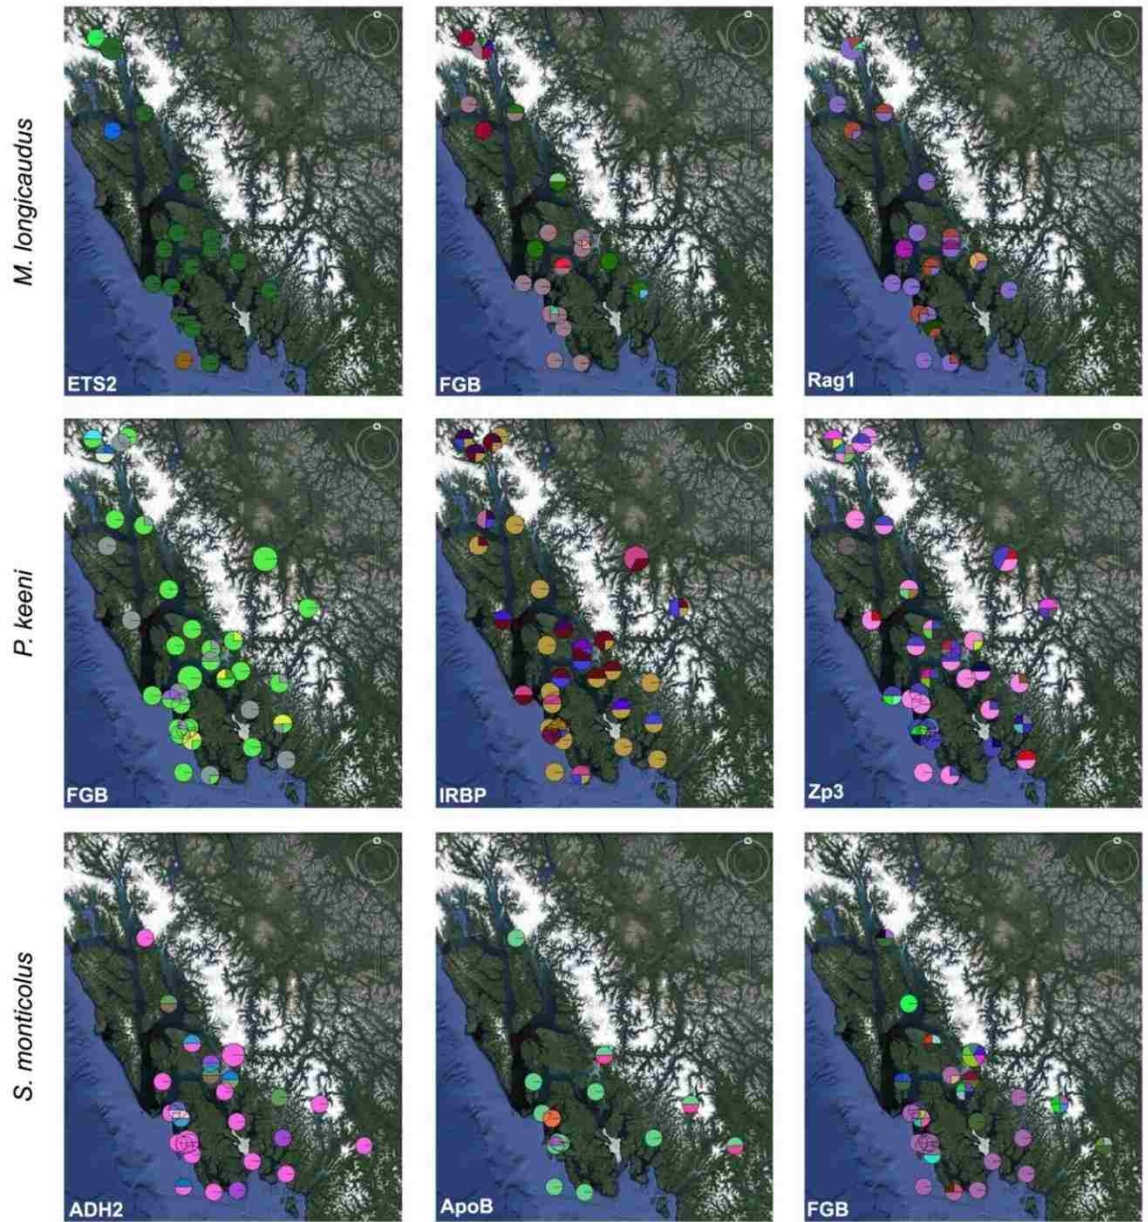 M. longicaudus
ETS2
FGB
Rag1
P. keeni
FGB
IRBP
Zp3
S. monticolus
ADH2
ApoB
FGB